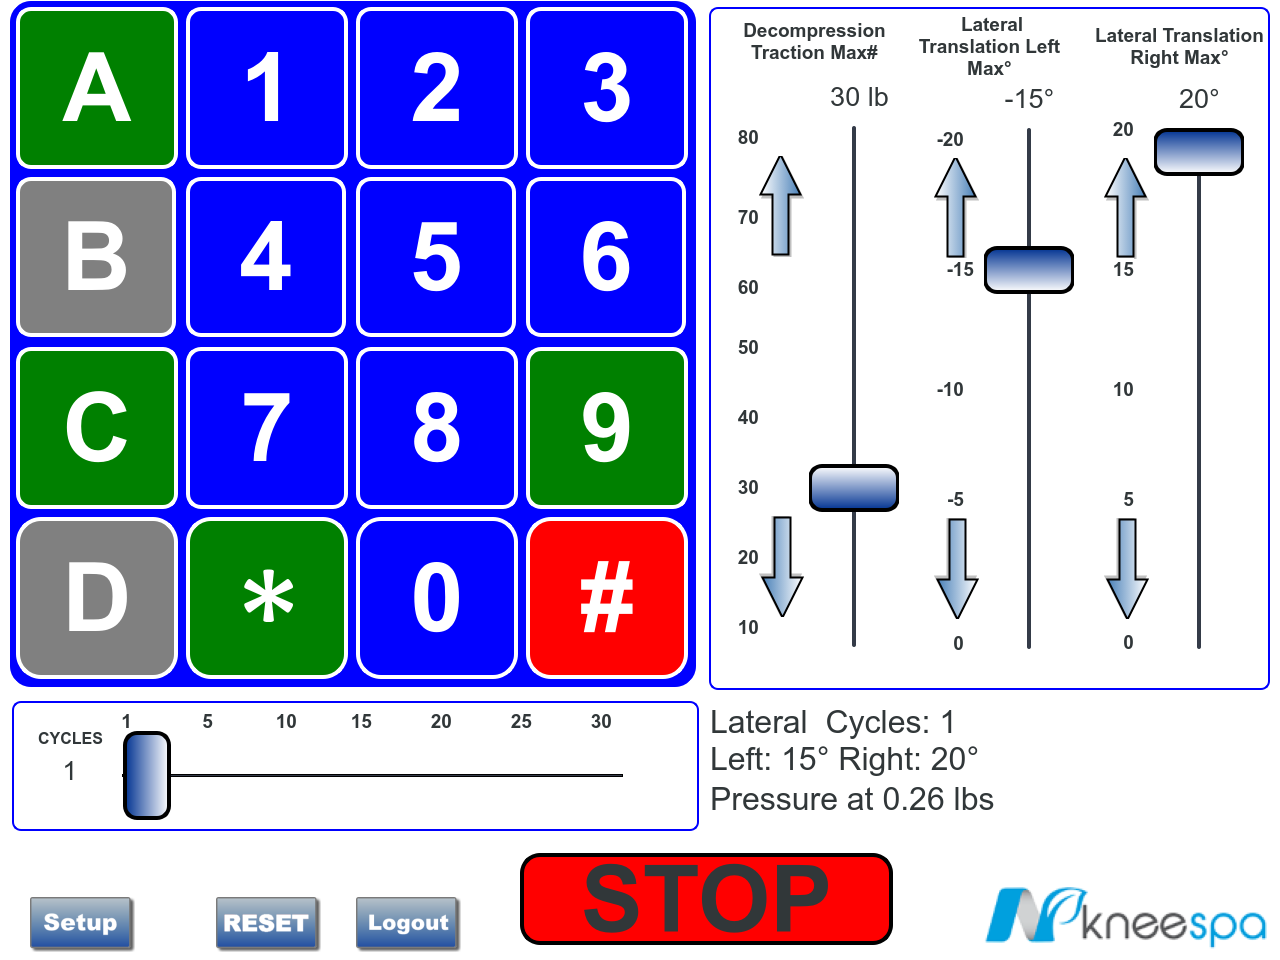 A 1 2 3
B 4 5 6
C 7 8 9
D * 0 #
Decompression
Traction Max#
30 lb
80
70
60
50
40
30
20
10
Lateral
Translation Left
Max°
-15°
-20
-15
-10
-5
0
Lateral Translation
Right Max°
20°
20
15
10
5
0
CYCLES
1
1 5 10 15 20 25 30
Lateral  Cycles: 1
Left: 15° Right: 20°
Pressure at 0.26 lbs
Setup
RESET
Logout
STOP
kneespa